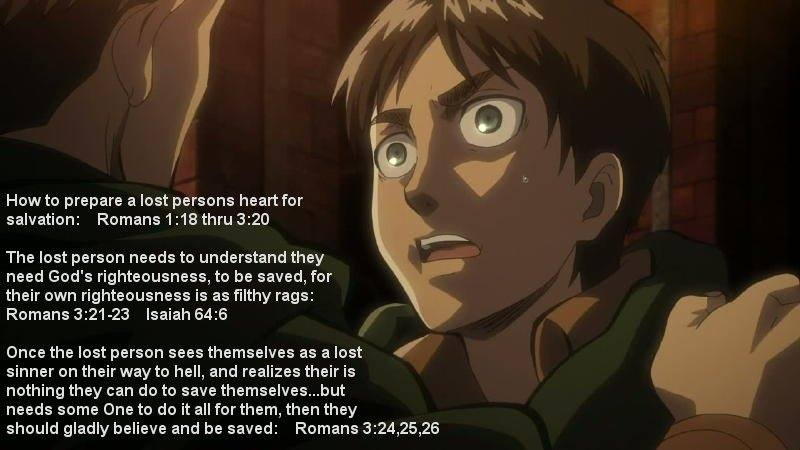 How to prepare a lost persons heart for
salvation:    Romans 1:18 thru 3:20
The lost person needs to understand they
need God's righteousness, to be saved, for
their own righteousness is as filthy rags:
Romans 3:21-23    Isaiah 64:6
Once the lost person sees themselves as a lost
sinner on their way to hell, and realizes their is
nothing they can do to save themselves...but
needs some One to do it all for them, then they
should gladly believe and be saved:    Romans 3:24,25,26